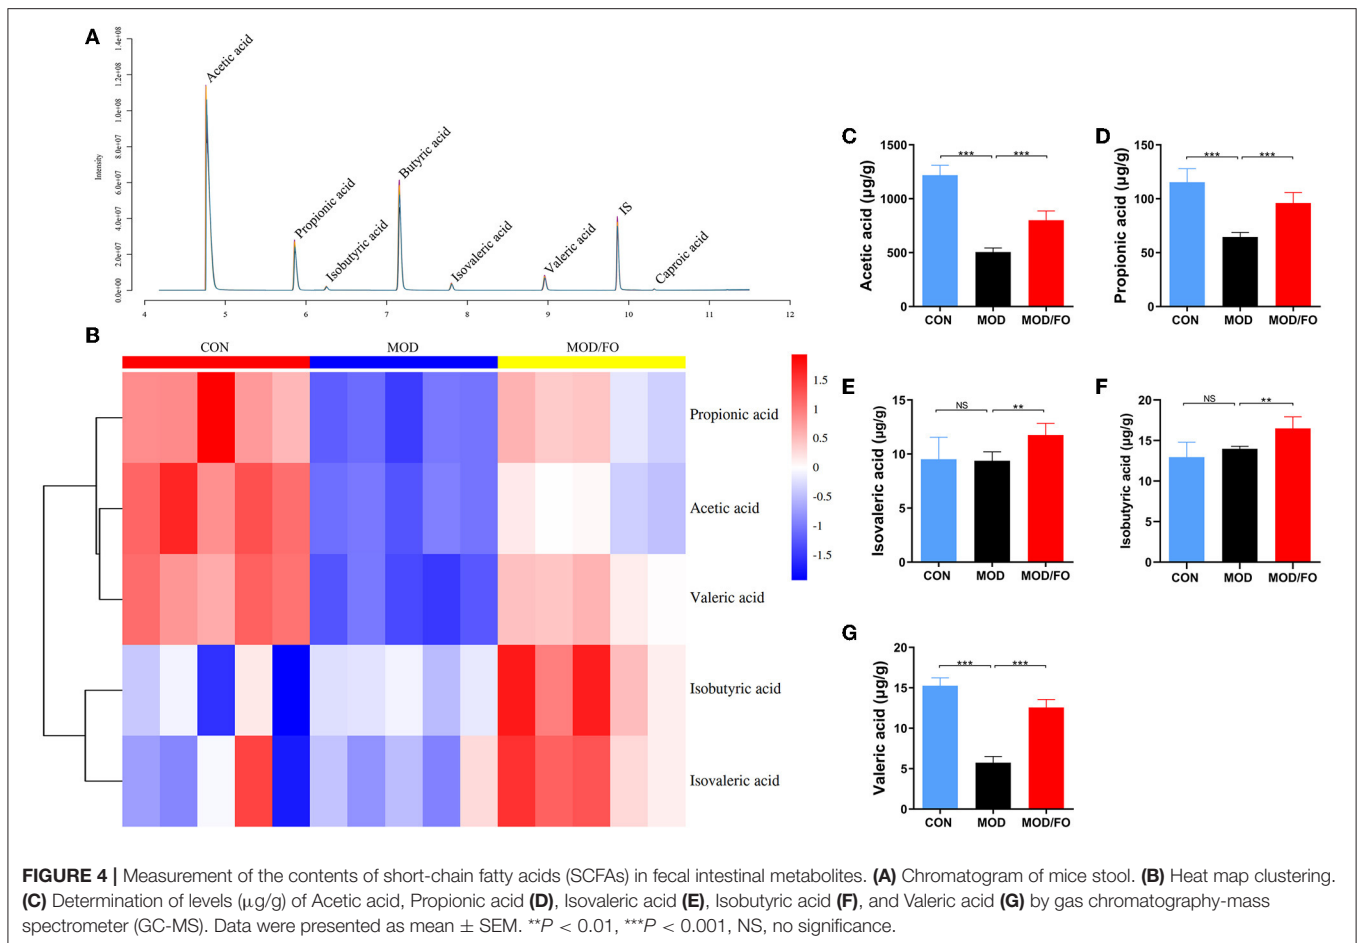 A
Intensity
1.4e+08
1.2e+08
1.0e+08
8.0e+07
6.0e+07
4.0e+07
2.0e+07
0.0e+00
Acetic acid
Propionic acid
Isobutyric acid
Butyric acid
Isovaleric acid
Valeric acid
IS
Caproic acid
4 5 6 7 8 9 10 11 12
B
CON MOD MOD/FO
Propionic acid
Acetic acid
Valeric acid
Isobutyric acid
Isovaleric acid
1.5
1
0.5
0
-0.5
-1
-1.5
C
Acetic acid (μg/g)
1500
1000
500
0
*** ***
CON MOD MOD/FO
D
Propionic acid (μg/g)
150
100
50
0
*** ***
CON MOD MOD/FO
E
Isovaleric acid (μg/g)
15
10
5
0
NS **
CON MOD MOD/FO
F
Isobutyric acid (μg/g)
20
15
10
5
0
NS **
CON MOD MOD/FO
G
Valeric acid (μg/g)
20
15
10
5
0
*** ***
CON MOD MOD/FO
FIGURE 4 | Measurement of the contents of short-chain fatty acids (SCFAs) in fecal intestinal metabolites. (A) Chromatogram of mice stool. (B) Heat map clustering.
(C) Determination of levels (μg/g) of Acetic acid, Propionic acid (D), Isovaleric acid (E), Isobutyric acid (F), and Valeric acid (G) by gas chromatography-mass
spectrometer (GC-MS). Data were presented as mean ± SEM. **P < 0.01, ***P < 0.001, NS, no significance.